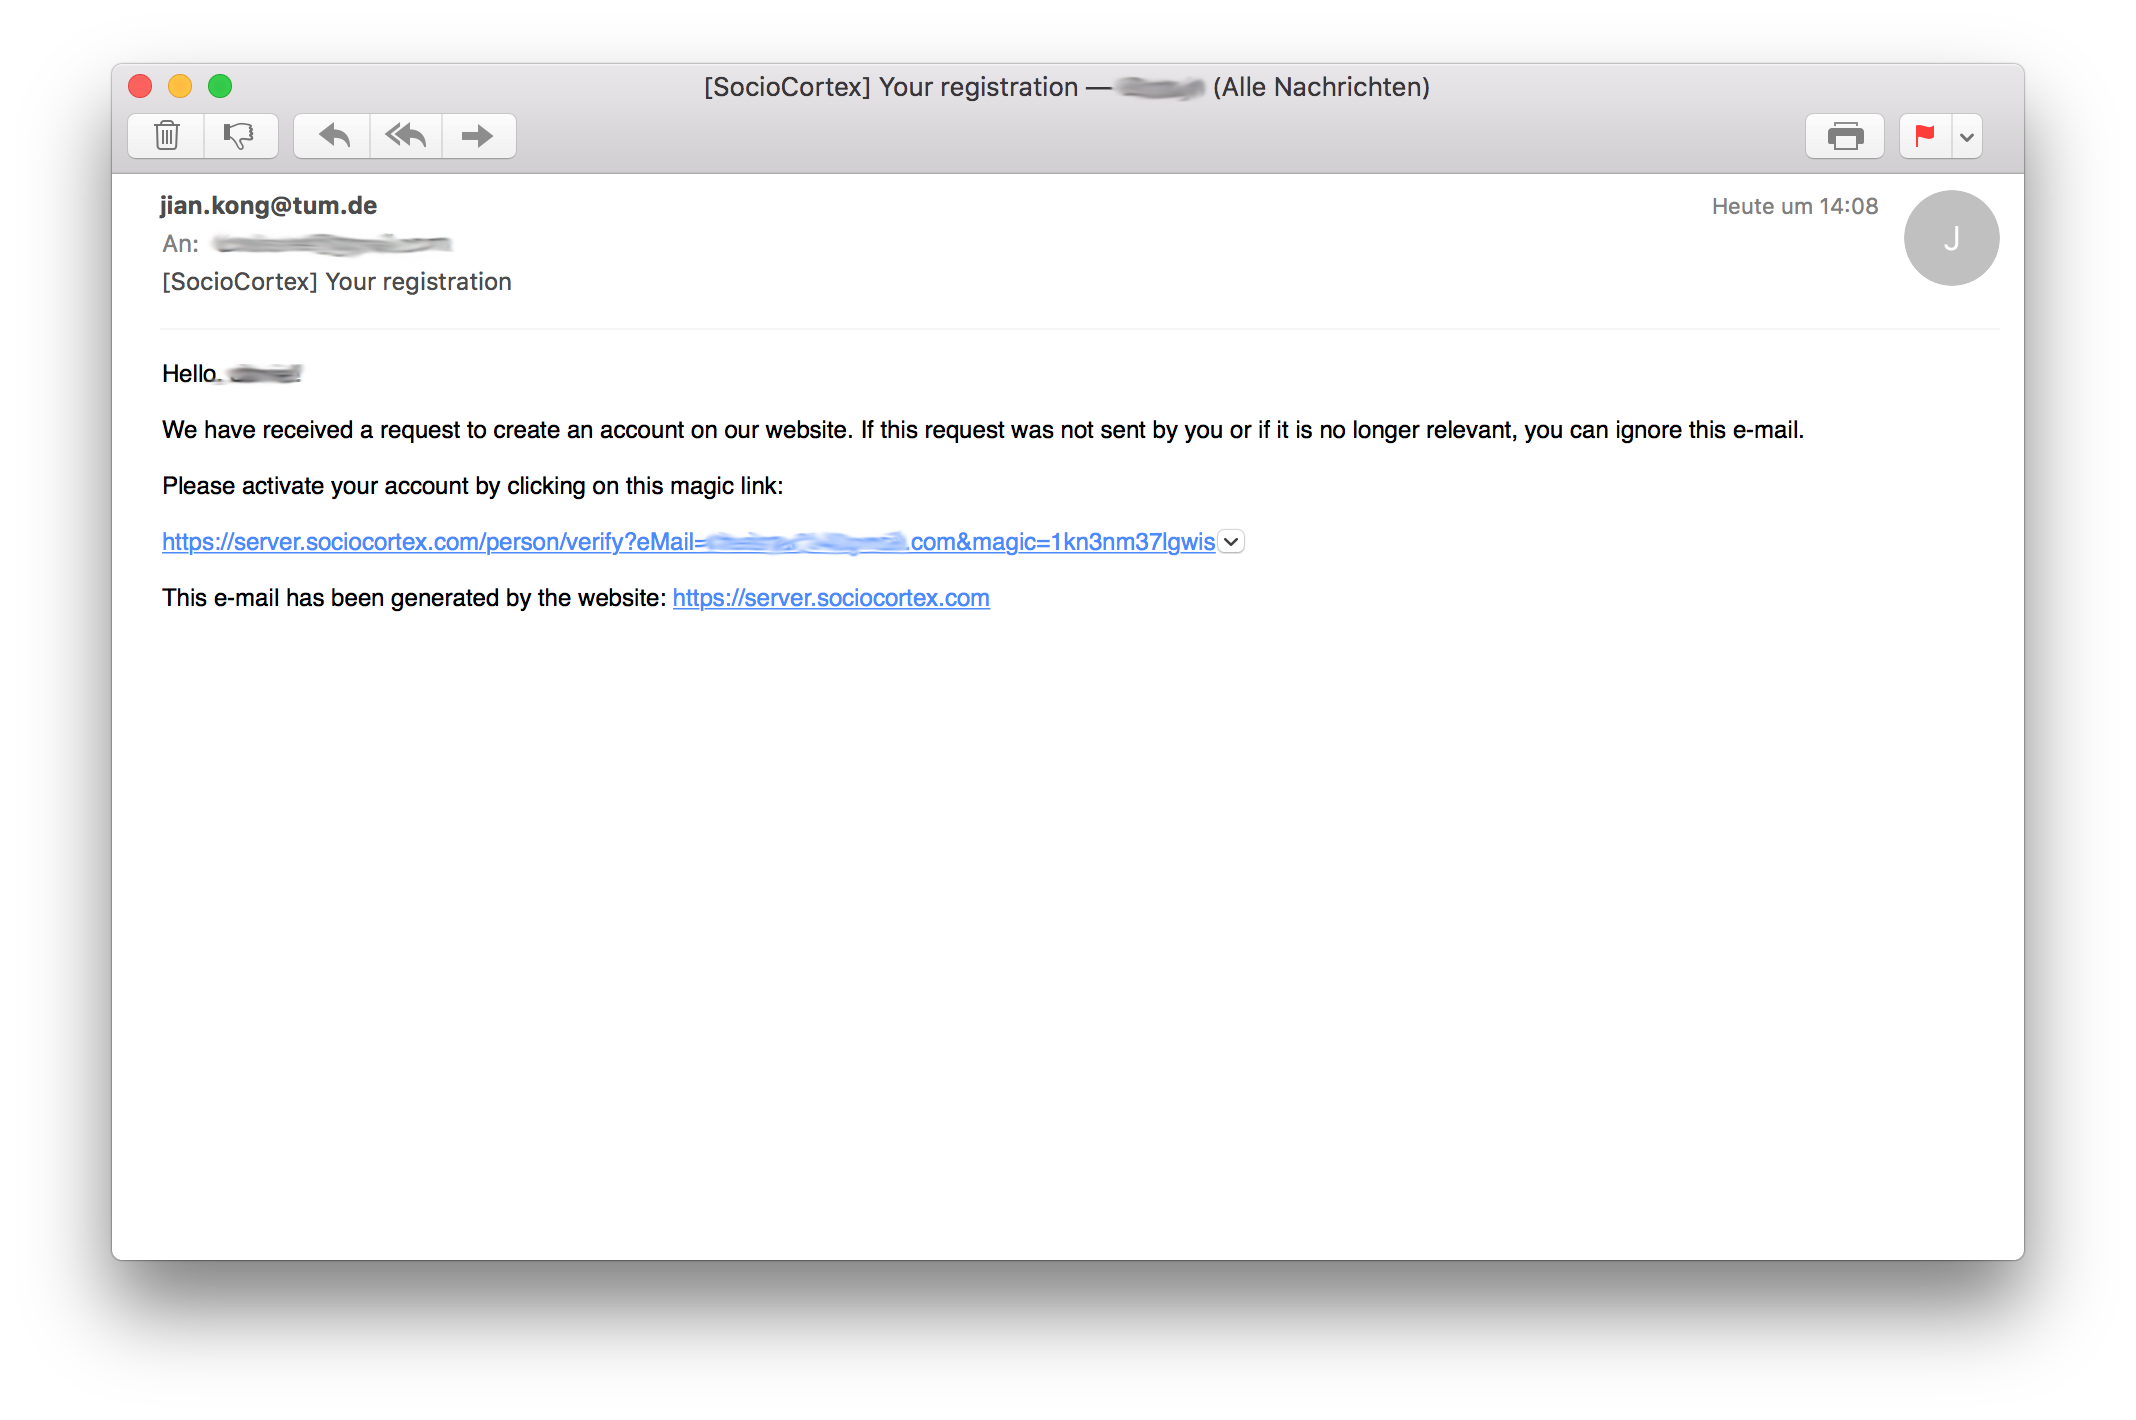 [SocioCortex] Your registration — (Alle Nachrichten)
jian.kong@tum.de
Heute um 14:08
J
An:
[SocioCortex] Your registration
Hello,
We have received a request to create an account on our website. If this request was not sent by you or if it is no longer relevant, you can ignore this e-mail.
Please activate your account by clicking on this magic link:
https://server.sociocortex.com/person/verify?eMail= .com&magic=1kn3nm37lgwis
This e-mail has been generated by the website: https://server.sociocortex.com